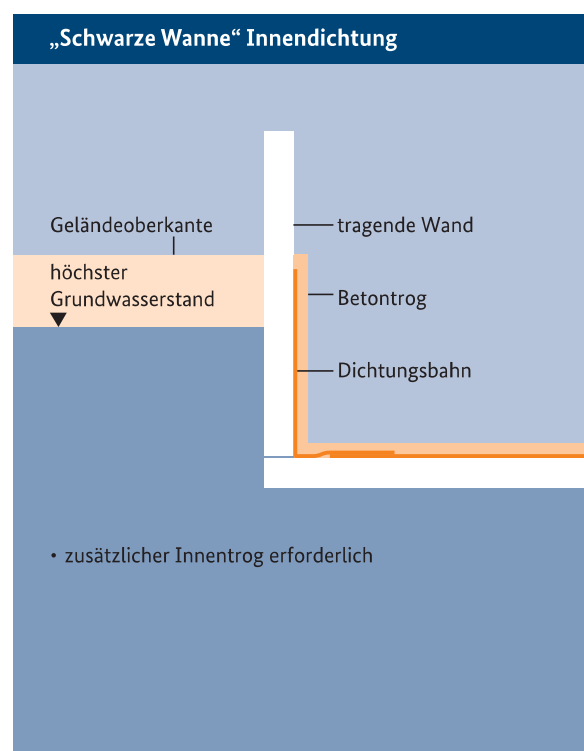 „Schwarze Wanne“ Innendichtung
Geländeoberkante
tragende Wand
höchster
Grundwasserstand
Betontrog
Dichtungsbahn
• zusätzlicher Innentrog erforderlich